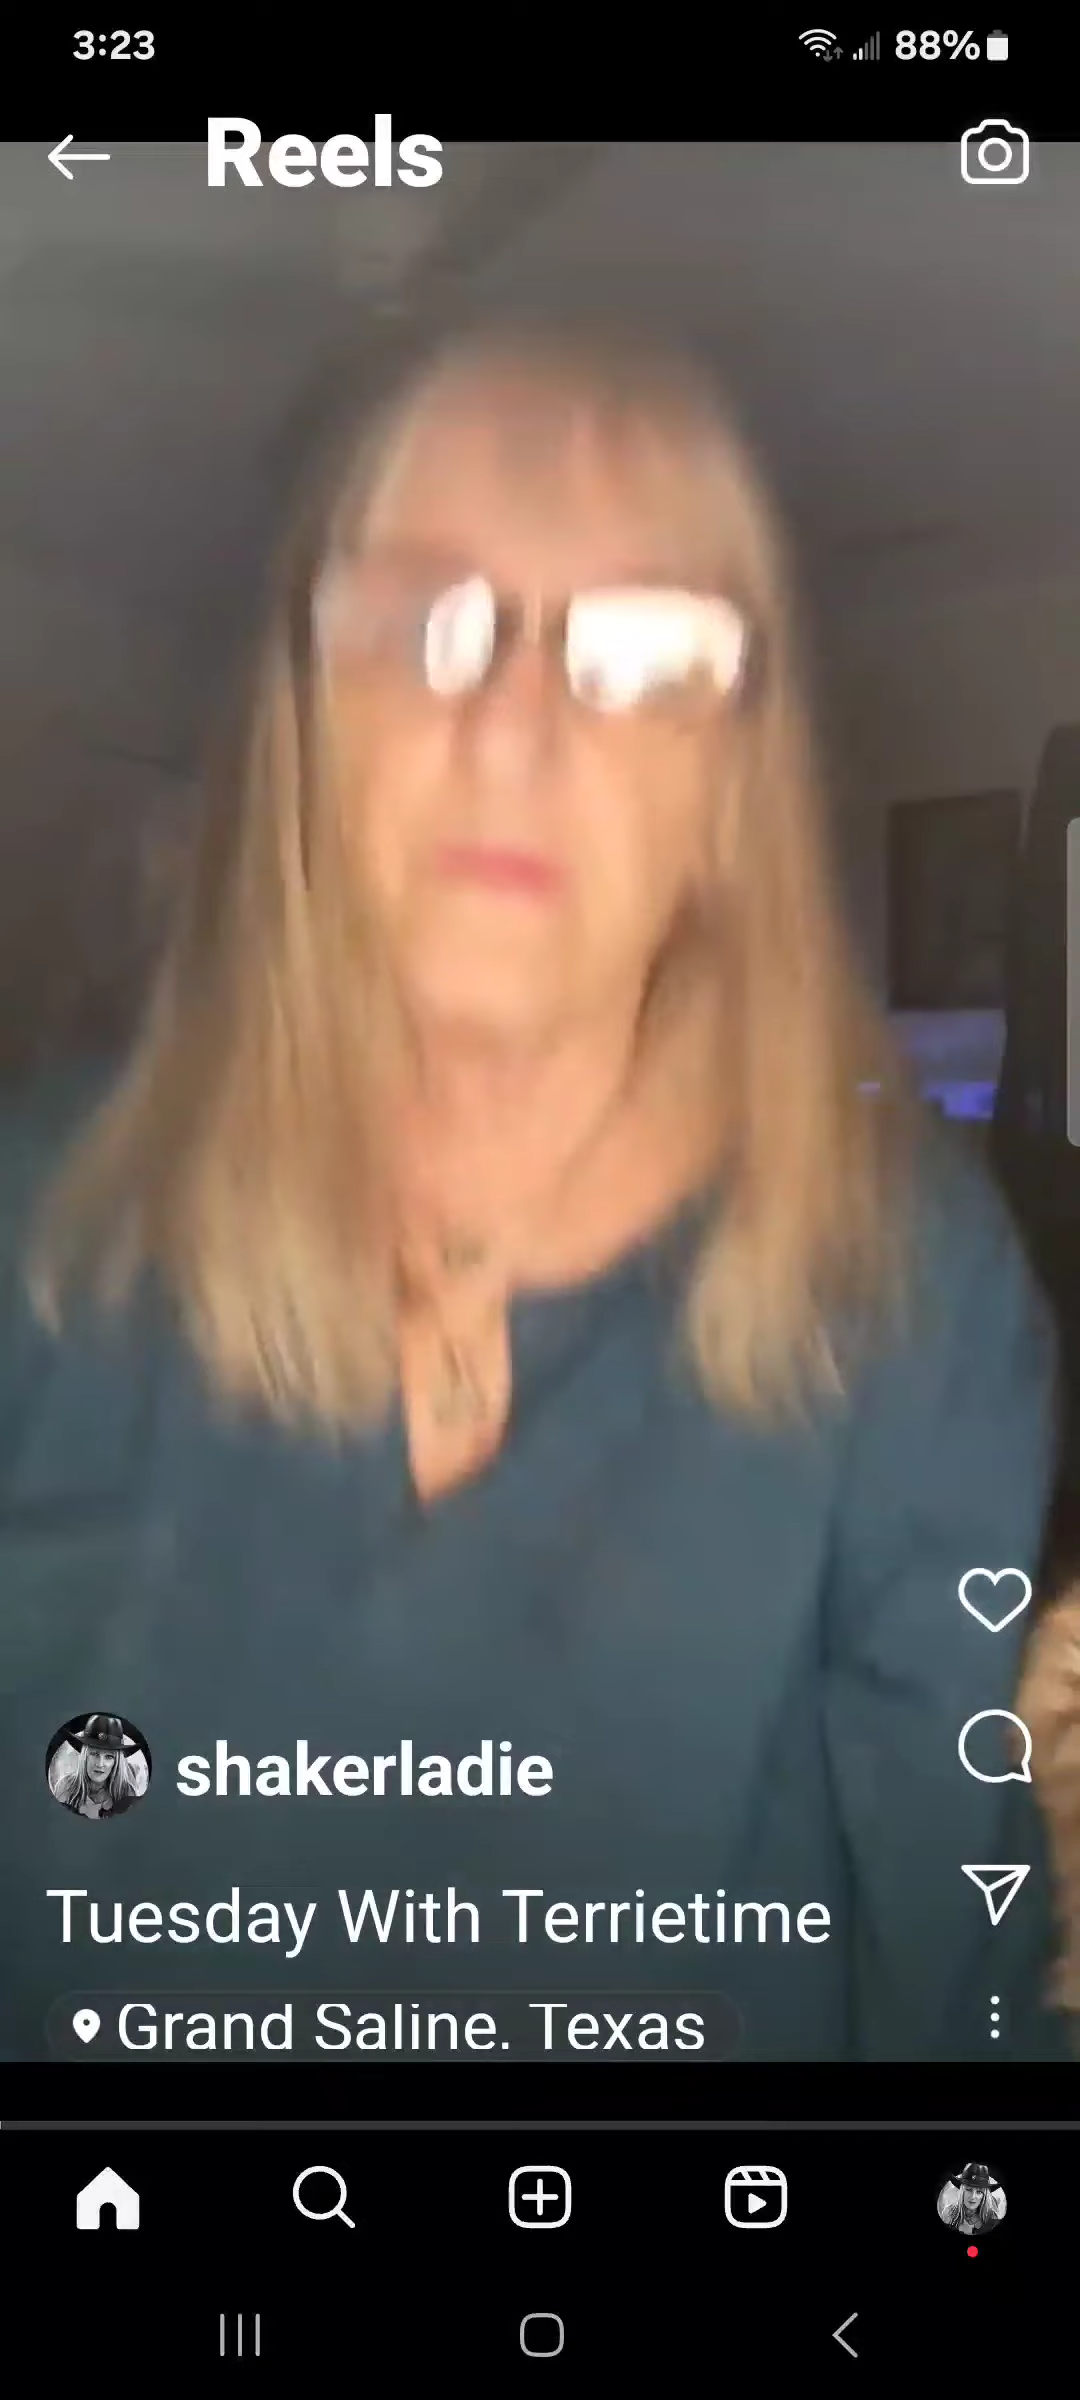 3:23
88%
Reels
shakerladie
Tuesday With Terrietime
Grand Saline. Texas